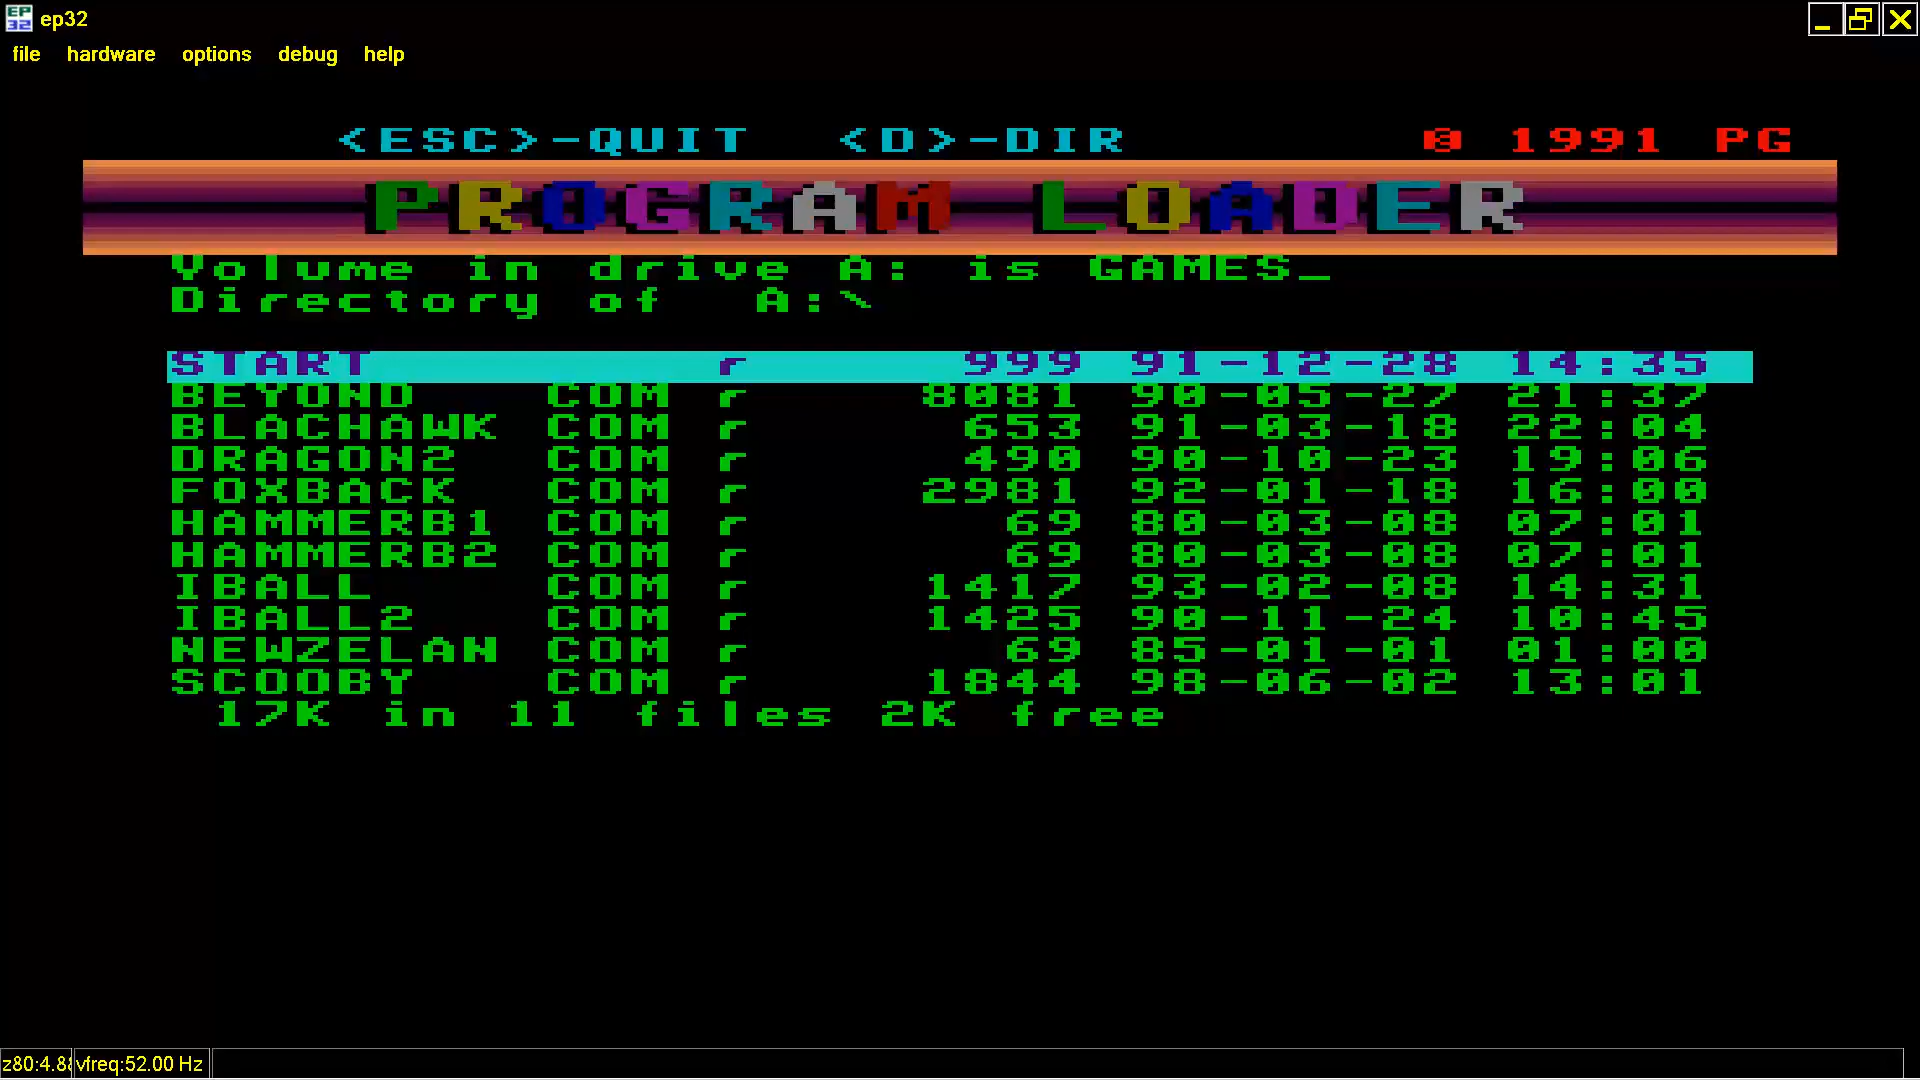 ep32
file hardware options debug help
<ESC>-QUIT <D>-DIR © 1991 PG
PROGRAM LOADER
Volume in drive A: is GAMES_
Directory of A:\
START r 999 91-12-28 14:35
BEYOND COM r 8081 90-05-27 21:37
BLACHAWK COM r 653 91-03-18 22:04
DRAGON2 COM r 490 90-10-23 19:06
FOXBACK COM r 2981 92-01-18 16:00
HAMMERB1 COM r 69 80-03-08 07:01
HAMMERB2 COM r 69 80-03-08 07:01
IBALL COM r 1417 93-02-08 14:31
IBALL2 COM r 1425 90-11-24 10:45
NEWZELAN COM r 69 85-01-01 01:00
SCOOBY COM r 1844 98-06-02 13:01
17K in 11 files 2K free
z80:4.8 vfreq:52.00 Hz